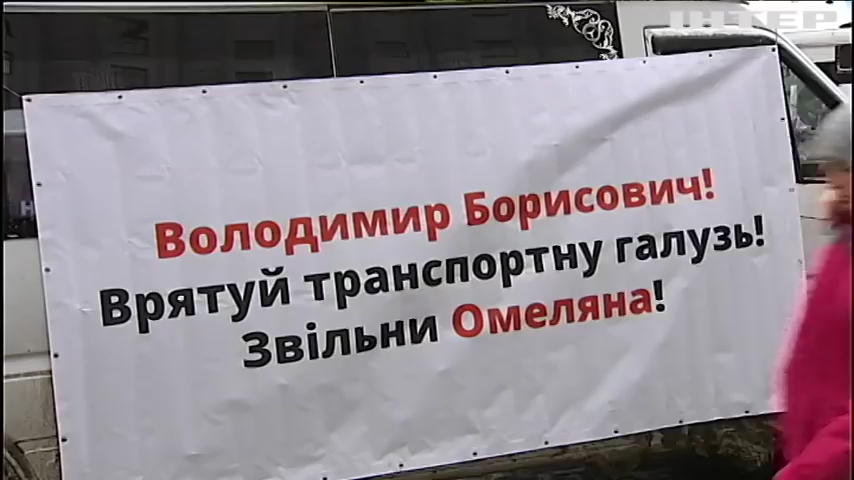 ІНТЕР
Володимир Борисович!
Врятуй транспортну галузь!
Звільни Омеляна!